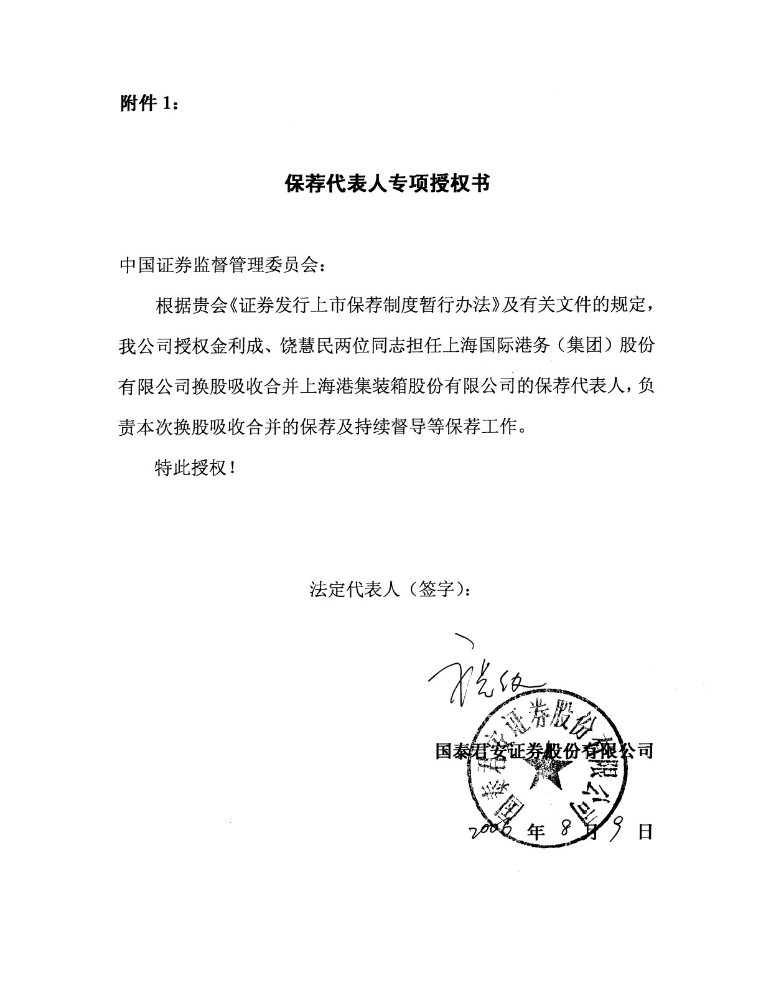 附件 1：
保荐代表人专项授权书
中国证券监督管理委员会：
根据贵会《证券发行上市保荐制度暂行办法》及有关文件的规定，
我公司授权金利成、饶慧民两位同志担任上海国际港务（集团）股份
有限公司换股吸收合并上海港集装箱股份有限公司的保荐代表人，负
责本次换股吸收合并的保荐及持续督导等保荐工作。
特此授权！
法定代表人（签字）：
国泰君安证券股份有限公司
国泰君安证券股份有限公司
2006 年 8 月 9 日